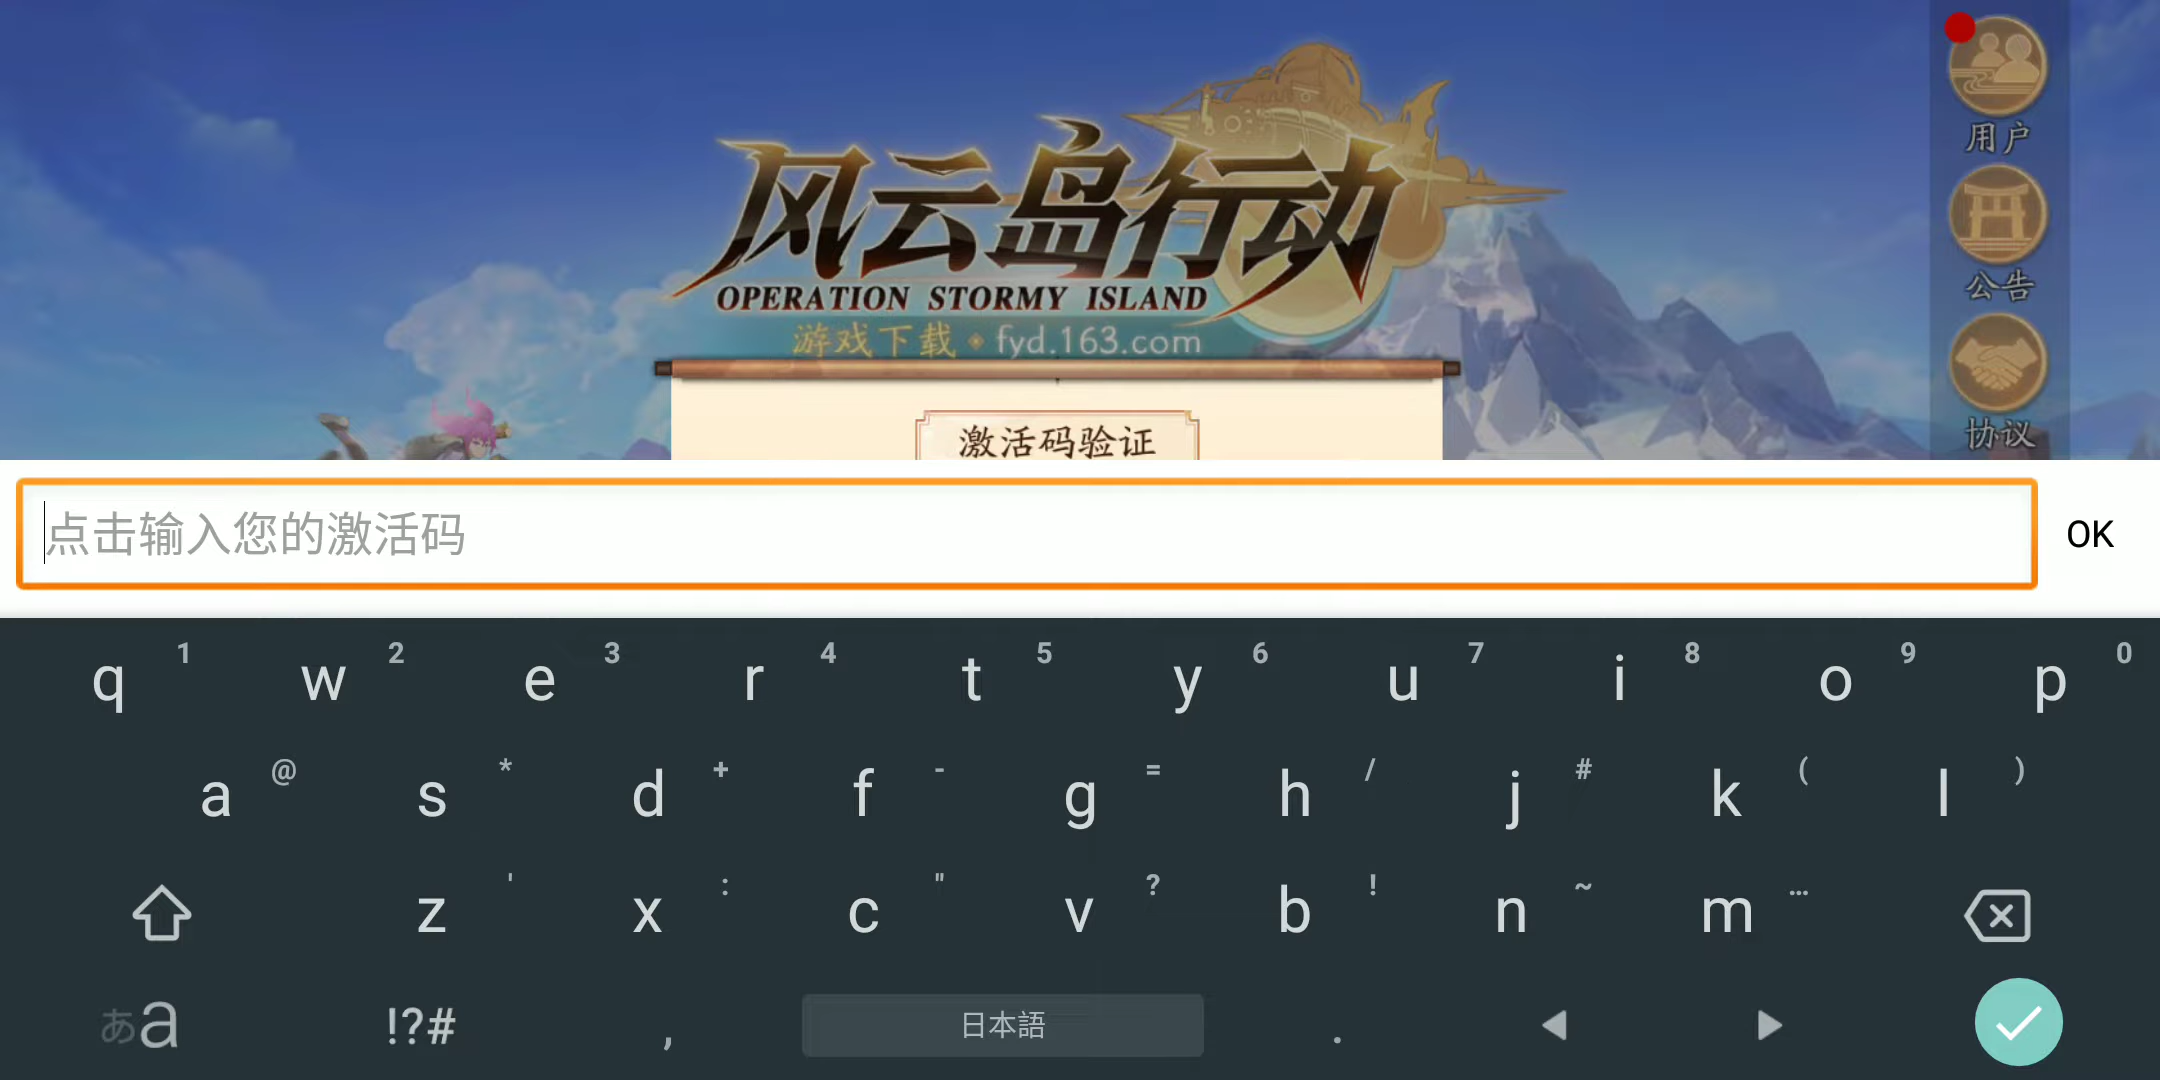 风云岛行动
OPERATION STORMY ISLAND
游戏下载 • fyd.163.com
用户
公告
协议
激活码验证
点击输入您的激活码
OK
q 1 w 2 e 3 r 4 t 5 y 6 u 7 i 8 o 9 p 0
a @ s * d + f - g = h / j # k ( l )
z ' x : c " v ? b ! n ~ m …
あa !?# , 日本語 .